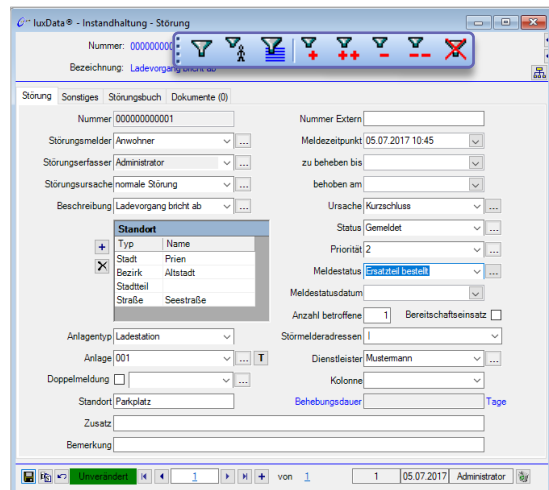 luxData® - Instandhaltung - Störung
Nummer: 000000000
Bezeichnung: Ladevorgang bricht ab
Störung Sonstiges Störungsbuch Dokumente (0)
Nummer 000000000001 Nummer Extern
Störungsmelder Anwohner ... Meldezeitpunkt 05.07.2017 10:45
Störungserfasser Administrator ... zu beheben bis
Störungsursache normale Störung ... behoben am
Beschreibung Ladevorgang bricht ab ... Ursache Kurzschluss ...
Standort Status Gemeldet ...
Typ Name
Stadt Prien Priorität 2 ...
Bezirk Altstadt Meldestatus Ersatzteil bestellt ...
Stadtteil
Straße Seestraße Meldestatusdatum
Anzahl betroffene 1 Bereitschaftseinsatz
Anlagentyp Ladestation Störmelderadressen
Anlage 001 ... T Dienstleister Mustermann ...
Doppelmeldung ... Kolonne
Standort Parkplatz Behebungsdauer Tage
Zusatz
Bemerkung
Unverändert 1 von 1 1 05.07.2017 Administrator